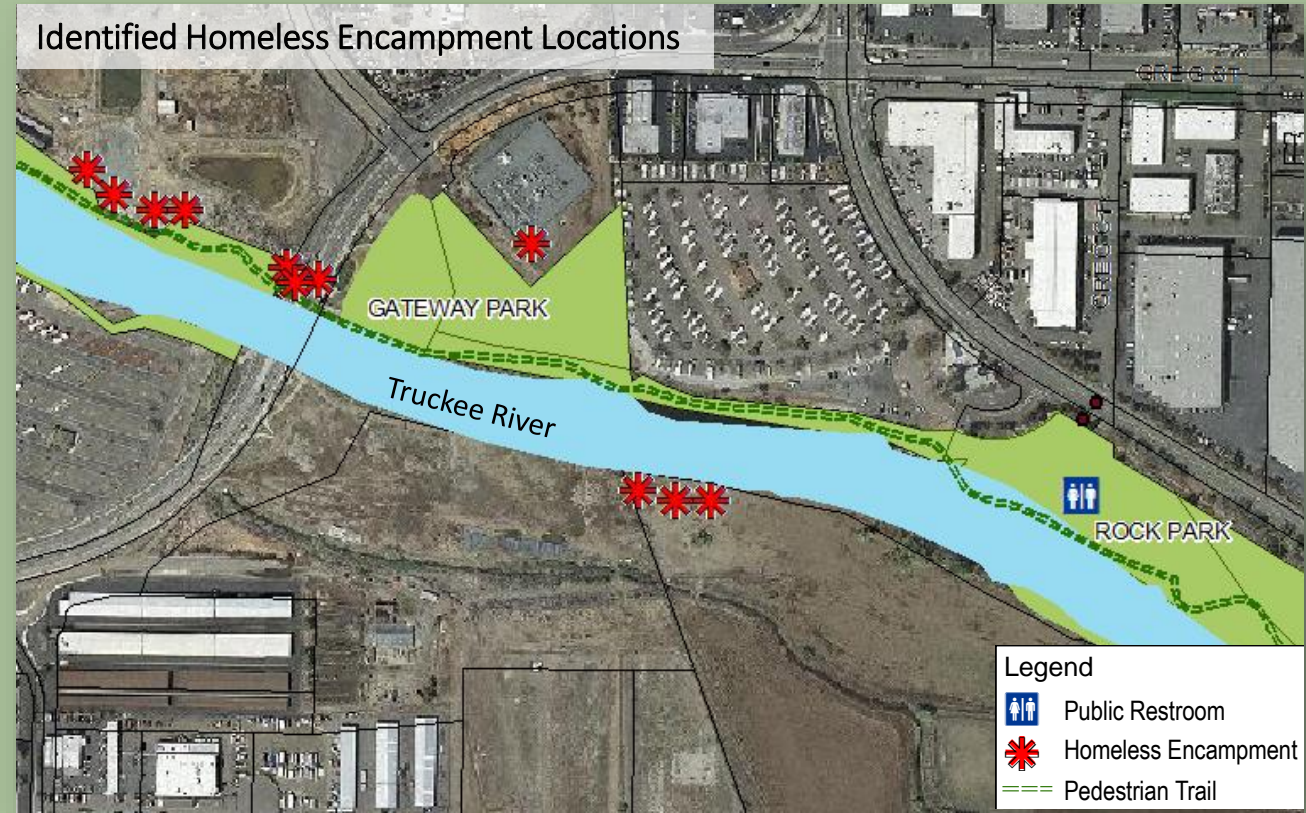 Identified Homeless Encampment Locations
GREG ST
GREGCT
GATEWAY PARK
Truckee River
ROCK PARK
Legend
Public Restroom
Homeless Encampment
Pedestrian Trail